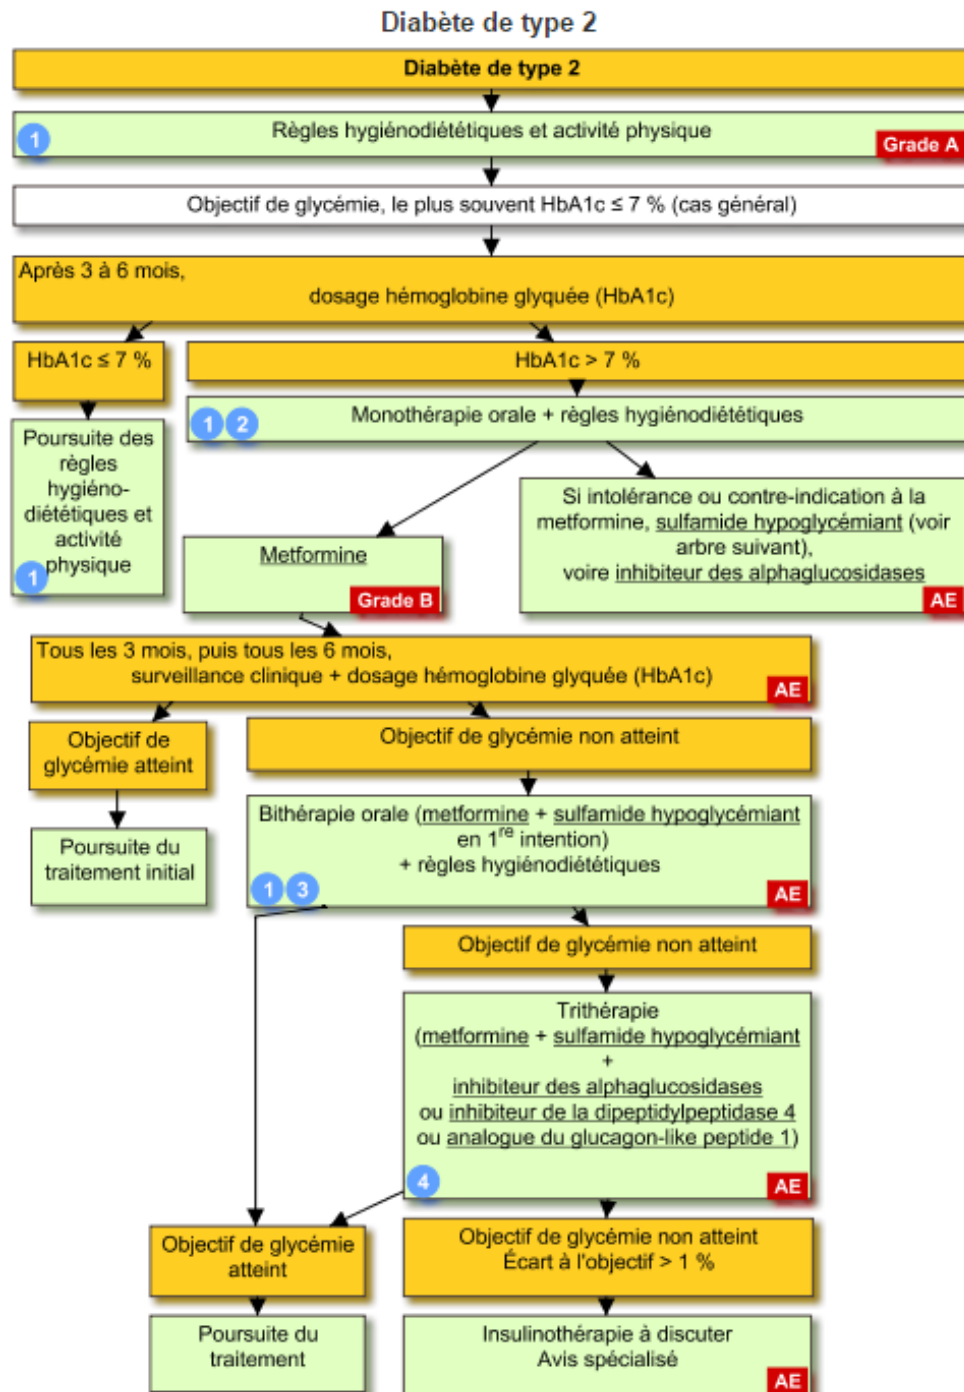 Diabète de type 2
Diabète de type 2
Règles hygiénodiététiques et activité physique
1
Grade A
Objectif de glycémie, le plus souvent HbA1c ≤ 7 % (cas général)
Après 3 à 6 mois,
dosage hémoglobine glyquée (HbA1c)
HbA1c ≤ 7 %
HbA1c > 7 %
Poursuite des
règles
hygiéno-
diététiques et
activité
physique
1
Monothérapie orale + règles hygiénodiététiques
1 2
Metformine
Grade B
Si intolérance ou contre-indication à la
metformine, sulfamide hypoglycémiant (voir
arbre suivant),
voire inhibiteur des alphaglucosidases
AE
Tous les 3 mois, puis tous les 6 mois,
surveillance clinique + dosage hémoglobine glyquée (HbA1c)
AE
Objectif de
glycémie atteint
Poursuite du
traitement initial
Objectif de glycémie non atteint
Bithérapie orale (metformine + sulfamide hypoglycémiant
en 1re intention)
+ règles hygiénodiététiques
1 3
AE
Objectif de glycémie non atteint
Trithérapie
(metformine + sulfamide hypoglycémiant
+
inhibiteur des alphaglucosidases
ou inhibiteur de la dipeptidylpeptidase 4
ou analogue du glucagon-like peptide 1)
4
AE
Objectif de glycémie
atteint
Poursuite du
traitement
Objectif de glycémie non atteint
Écart à l'objectif > 1 %
Insulinothérapie à discuter
Avis spécialisé
AE